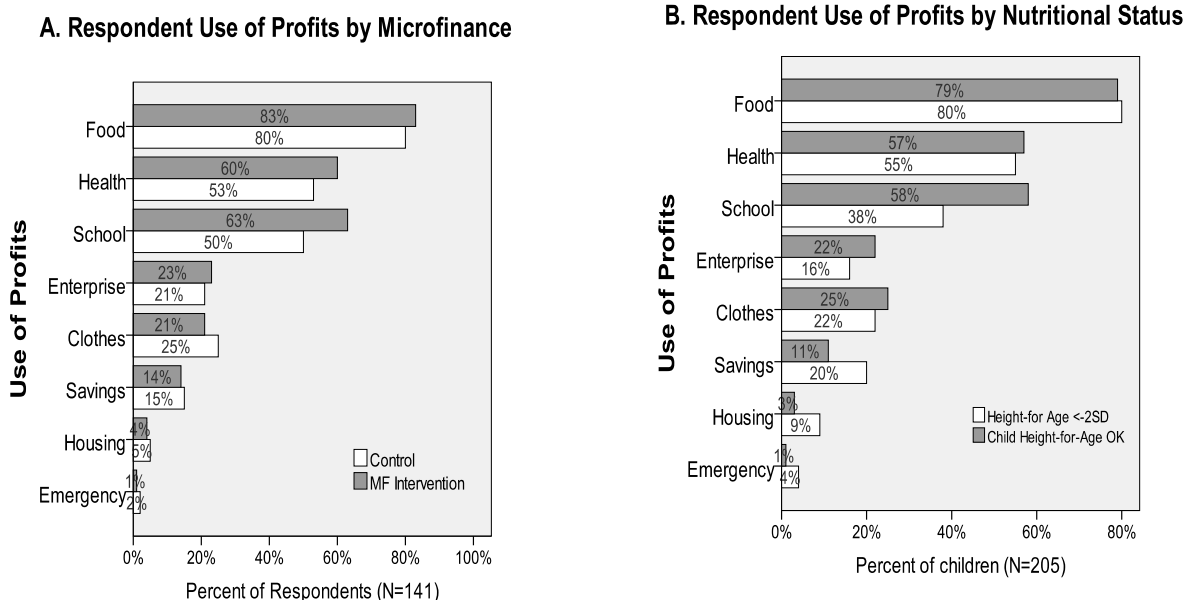 A. Respondent Use of Profits by Microfinance
Use of Profits
Food
83%
80%
Health
60%
53%
School
63%
50%
Enterprise
23%
21%
Clothes
21%
25%
Savings
14%
15%
Housing
4%
5%
Emergency
1%
2%
Control
MF Intervention
0% 20% 40% 60% 80% 100%
Percent of Respondents (N=141)
B. Respondent Use of Profits by Nutritional Status
Use of Profits
Food
79%
80%
Health
57%
55%
School
58%
38%
Enterprise
22%
16%
Clothes
25%
22%
Savings
11%
20%
Housing
3%
9%
Emergency
1%
4%
Height-for Age <-2SD
Child Height-for-Age OK
0% 20% 40% 60% 80%
Percent of children (N=205)